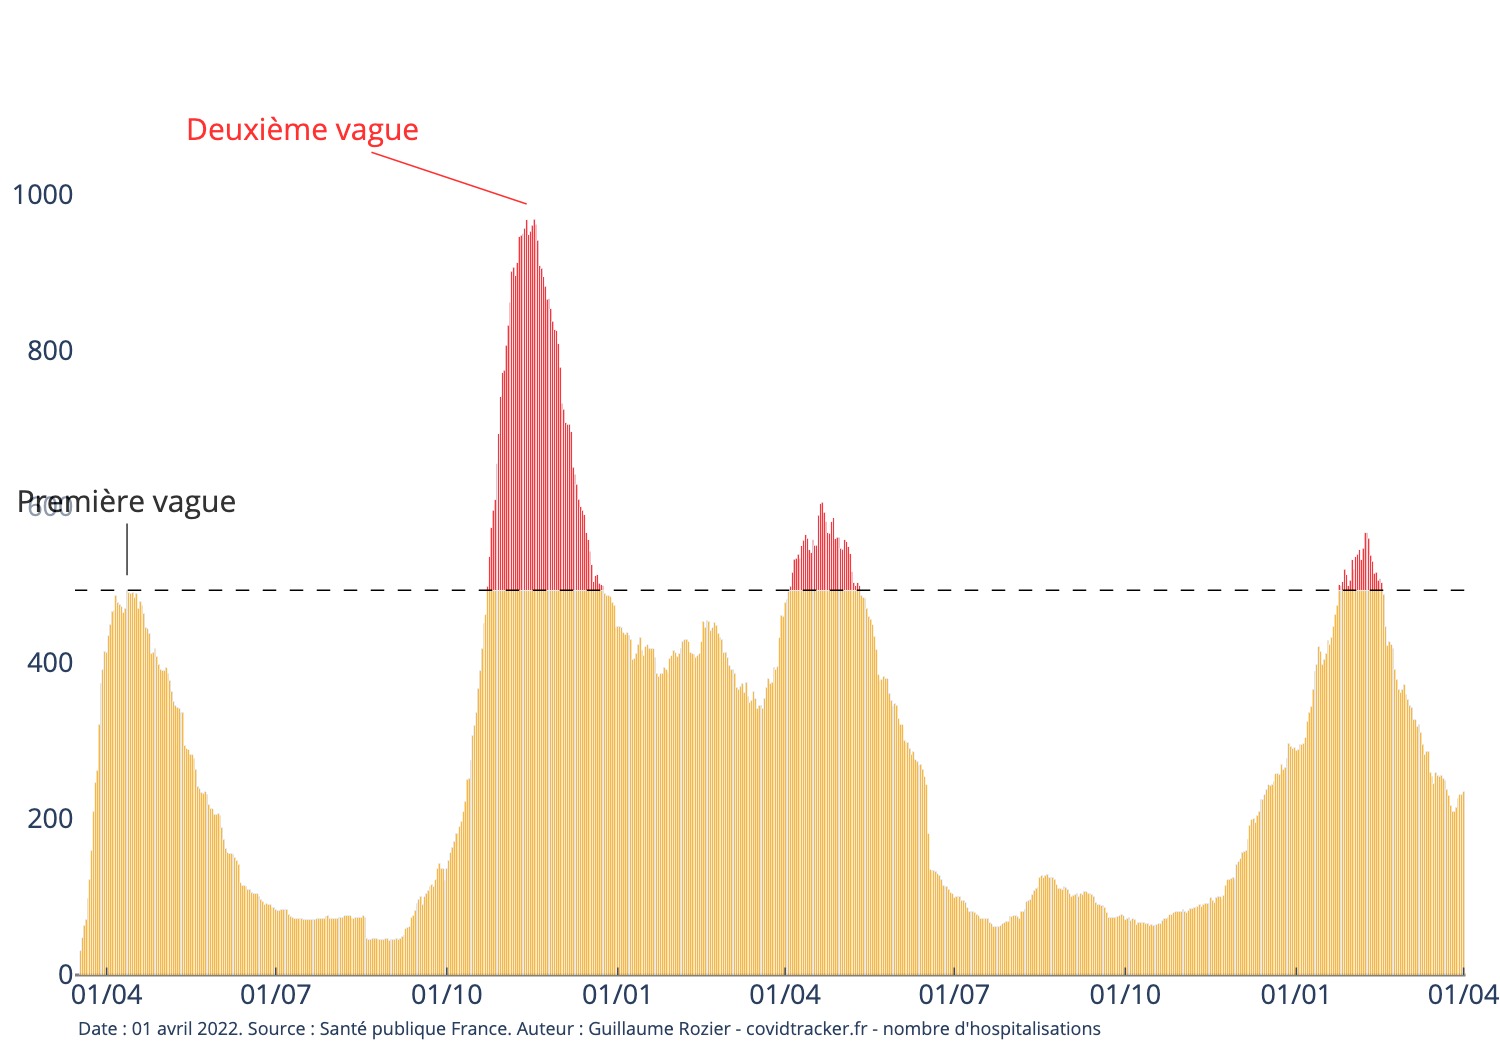 Deuxième vague
1000
800
Première vague
600
400
200
0
01/04 01/07 01/10 01/01 01/04 01/07 01/10 01/01 01/04
Date : 01 avril 2022. Source : Santé publique France. Auteur : Guillaume Rozier - covidtracker.fr - nombre d'hospitalisations